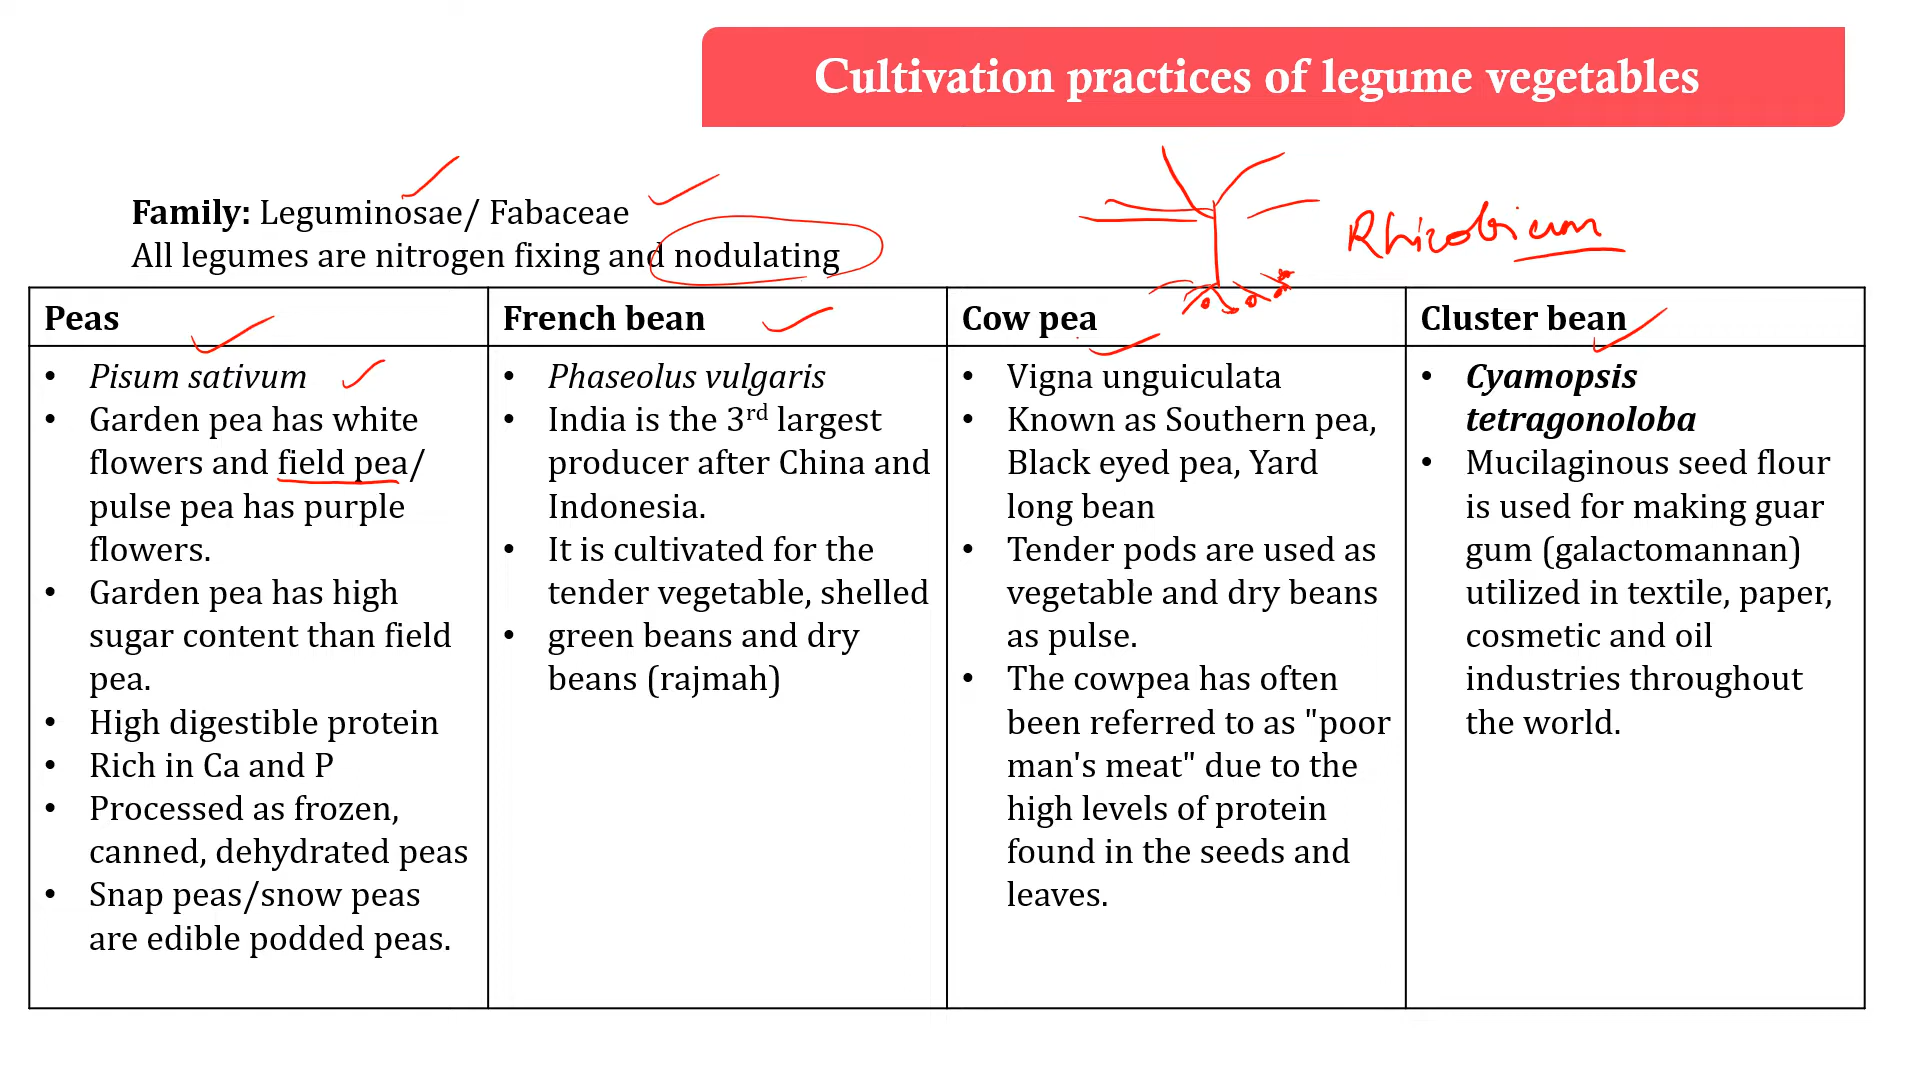 Cultivation practices of legume vegetables
Family: Leguminosae/ Fabaceae
All legumes are nitrogen fixing and nodulating
Rhizobium
Peas
• Pisum sativum
• Garden pea has white
flowers and field pea/
pulse pea has purple
flowers.
• Garden pea has high
sugar content than field
pea.
• High digestible protein
• Rich in Ca and P
• Processed as frozen,
canned, dehydrated peas
• Snap peas/snow peas
are edible podded peas.
French bean
• Phaseolus vulgaris
• India is the 3rd largest
producer after China and
Indonesia.
• It is cultivated for the
tender vegetable, shelled
• green beans and dry
beans (rajmah)
Cow pea
• Vigna unguiculata
• Known as Southern pea,
Black eyed pea, Yard
long bean
• Tender pods are used as
vegetable and dry beans
as pulse.
• The cowpea has often
been referred to as "poor
man's meat" due to the
high levels of protein
found in the seeds and
leaves.
Cluster bean
• Cyamopsis
tetragonoloba
• Mucilaginous seed flour
is used for making guar
gum (galactomannan)
utilized in textile, paper,
cosmetic and oil
industries throughout
the world.